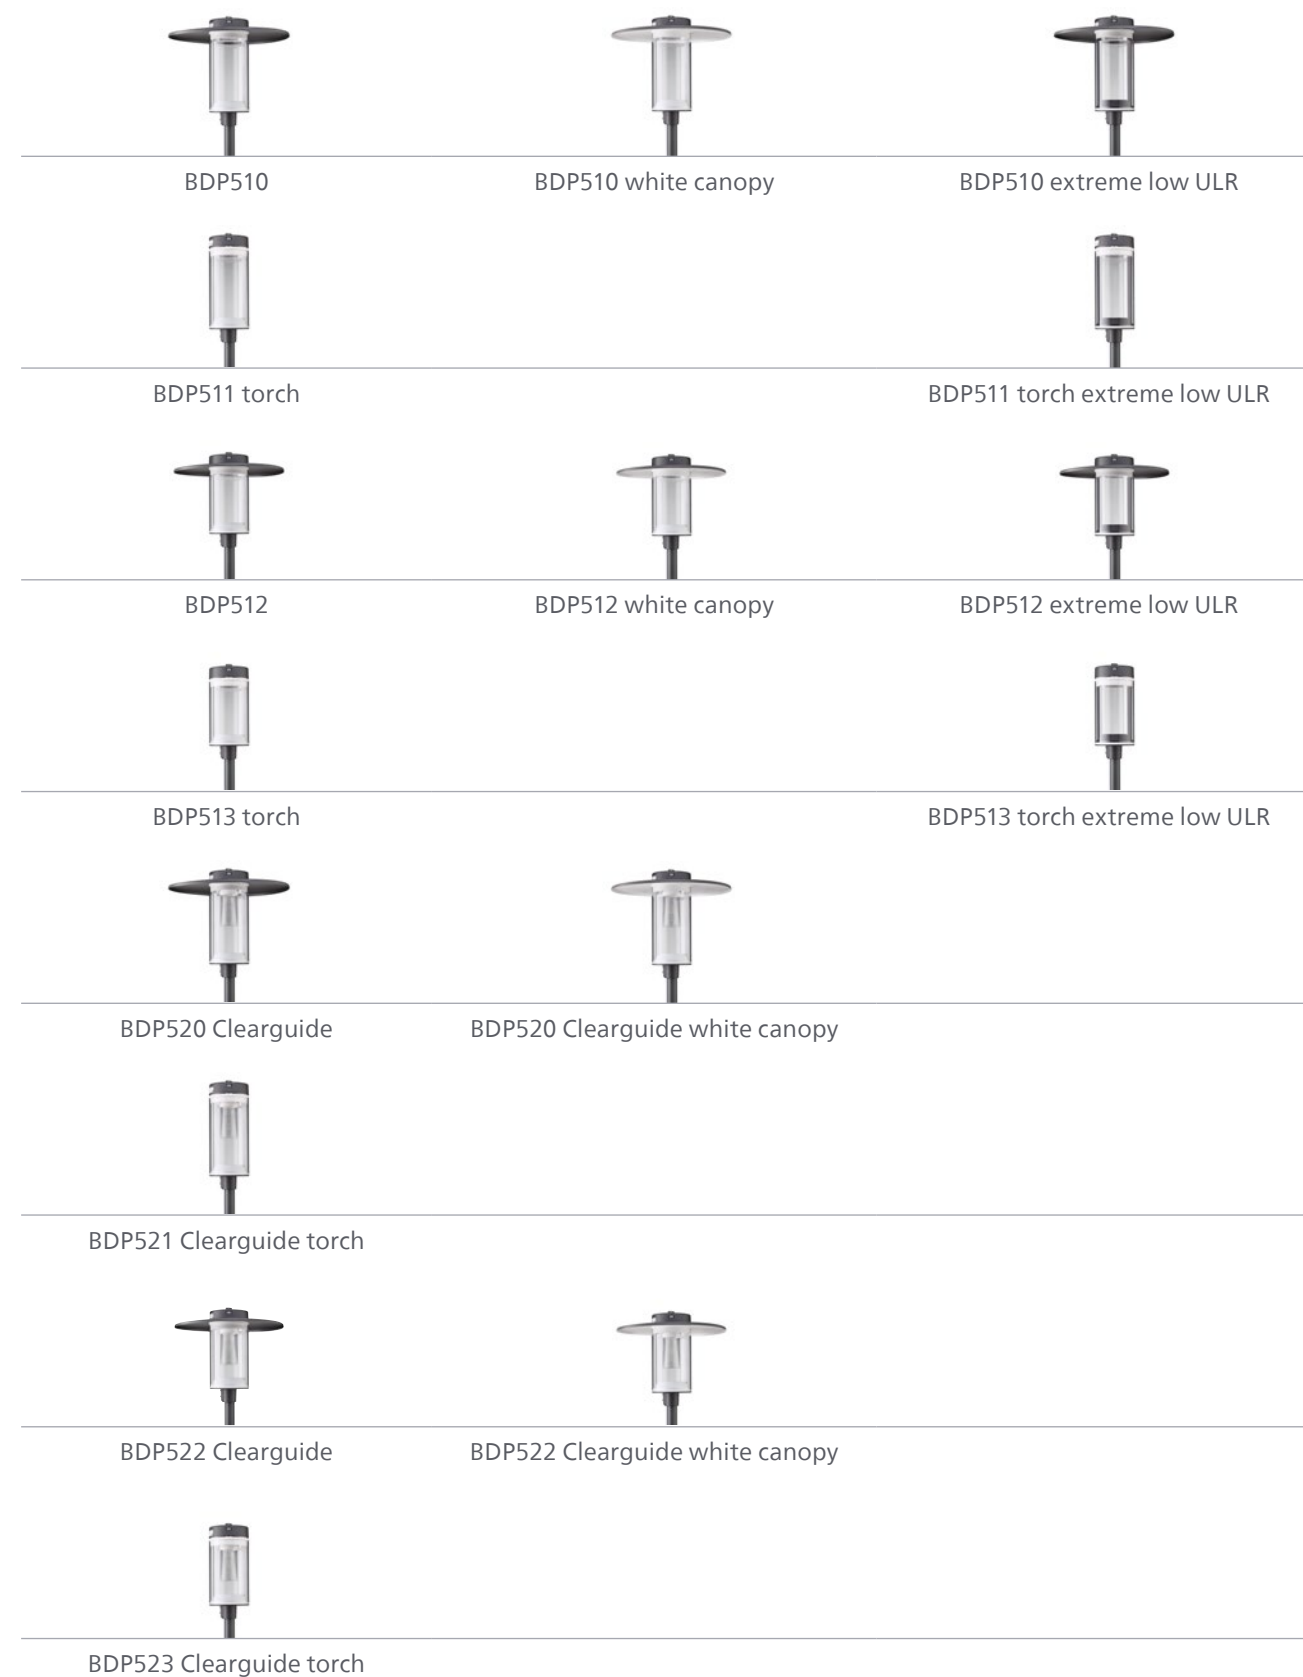 BDP510
BDP510 white canopy
BDP510 extreme low ULR
BDP511 torch
BDP511 torch extreme low ULR
BDP512
BDP512 white canopy
BDP512 extreme low ULR
BDP513 torch
BDP513 torch extreme low ULR
BDP520 Clearguide
BDP520 Clearguide white canopy
BDP521 Clearguide torch
BDP522 Clearguide
BDP522 Clearguide white canopy
BDP523 Clearguide torch